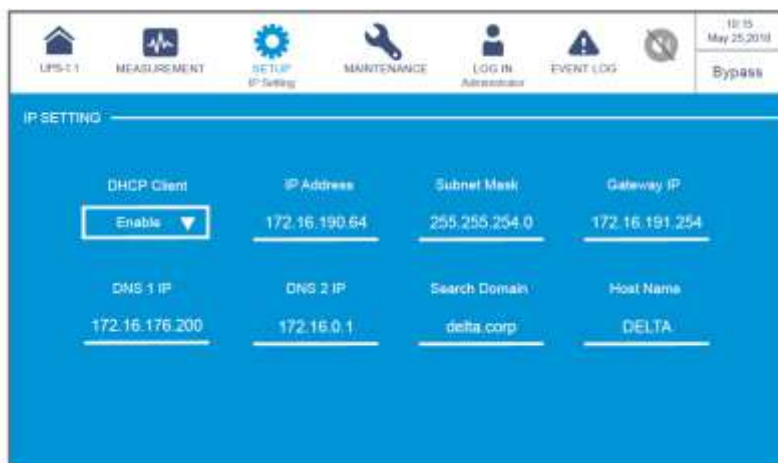 10:15
May 25,2018
UPS-1.1 MEASUREMENT SETUP MAINTENANCE LOG IN EVENT LOG
IP Setting Administrator
Bypass
IP SETTING
DHCP Client IP Address Subnet Mask Gateway IP
Enable 172.16.190.64 255.255.254.0 172.16.191.254
DNS 1 IP DNS 2 IP Search Domain Host Name
172.16.176.200 172.16.0.1 delta.corp DELTA